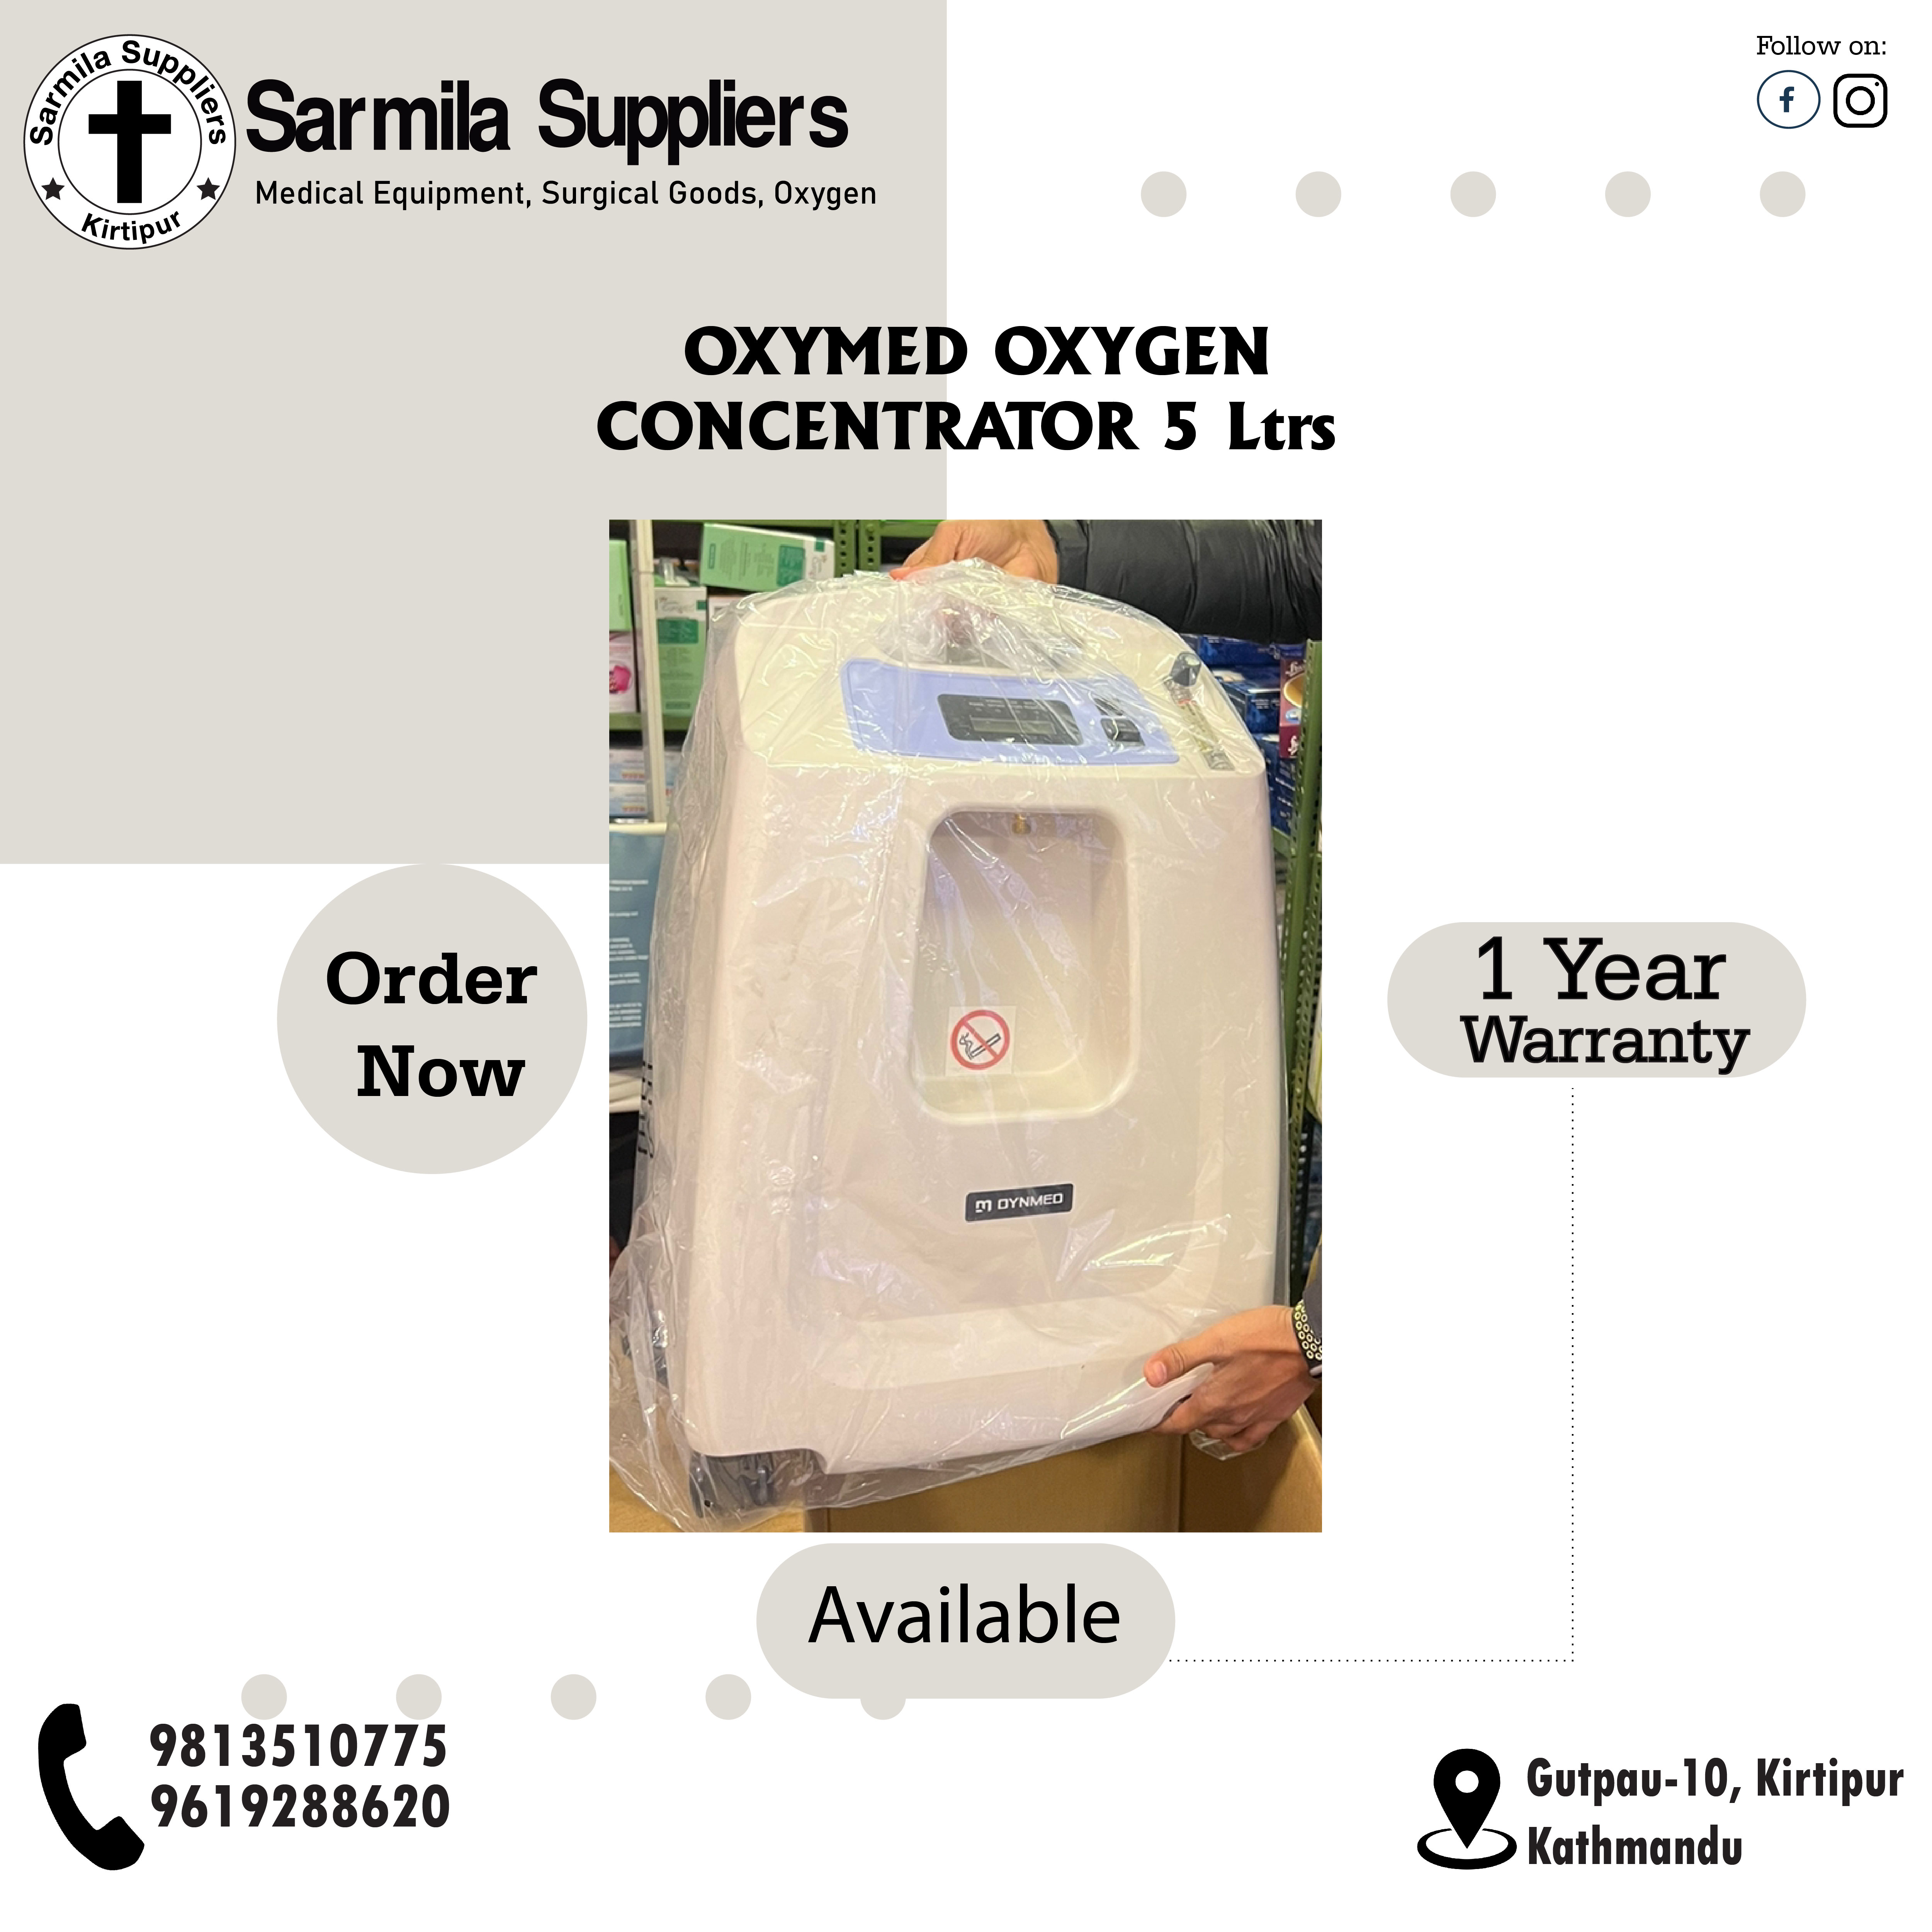 Sarmila Suppliers
Kirtipur
Sarmila Suppliers
Medical Equipment, Surgical Goods, Oxygen
Follow on:
OXYMED OXYGEN
CONCENTRATOR 5 Ltrs
Order
Now
1 Year
Warranty
DYNMED
Available
9813510775
9619288620
Gutpau-10, Kirtipur
Kathmandu